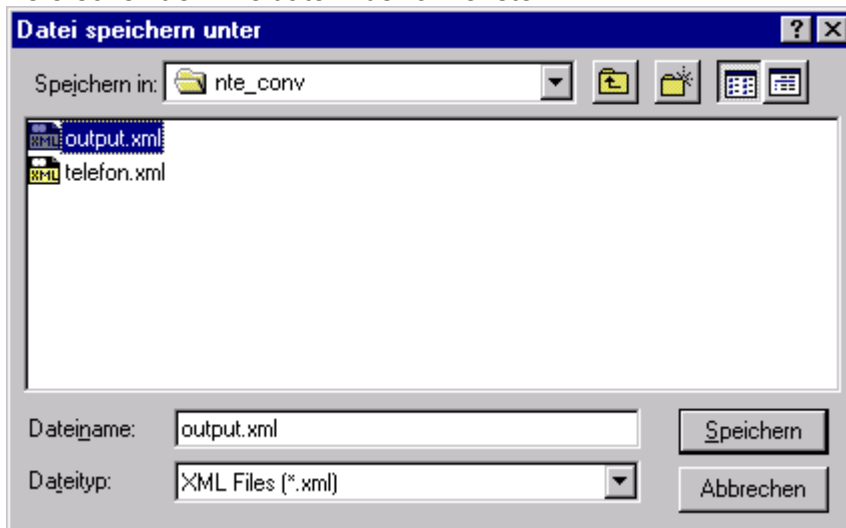 Datei speichern unter
Speichern in: nte_conv
output.xml
telefon.xml
Dateiname: output.xml
Speichern
Dateityp: XML Files (*.xml)
Abbrechen